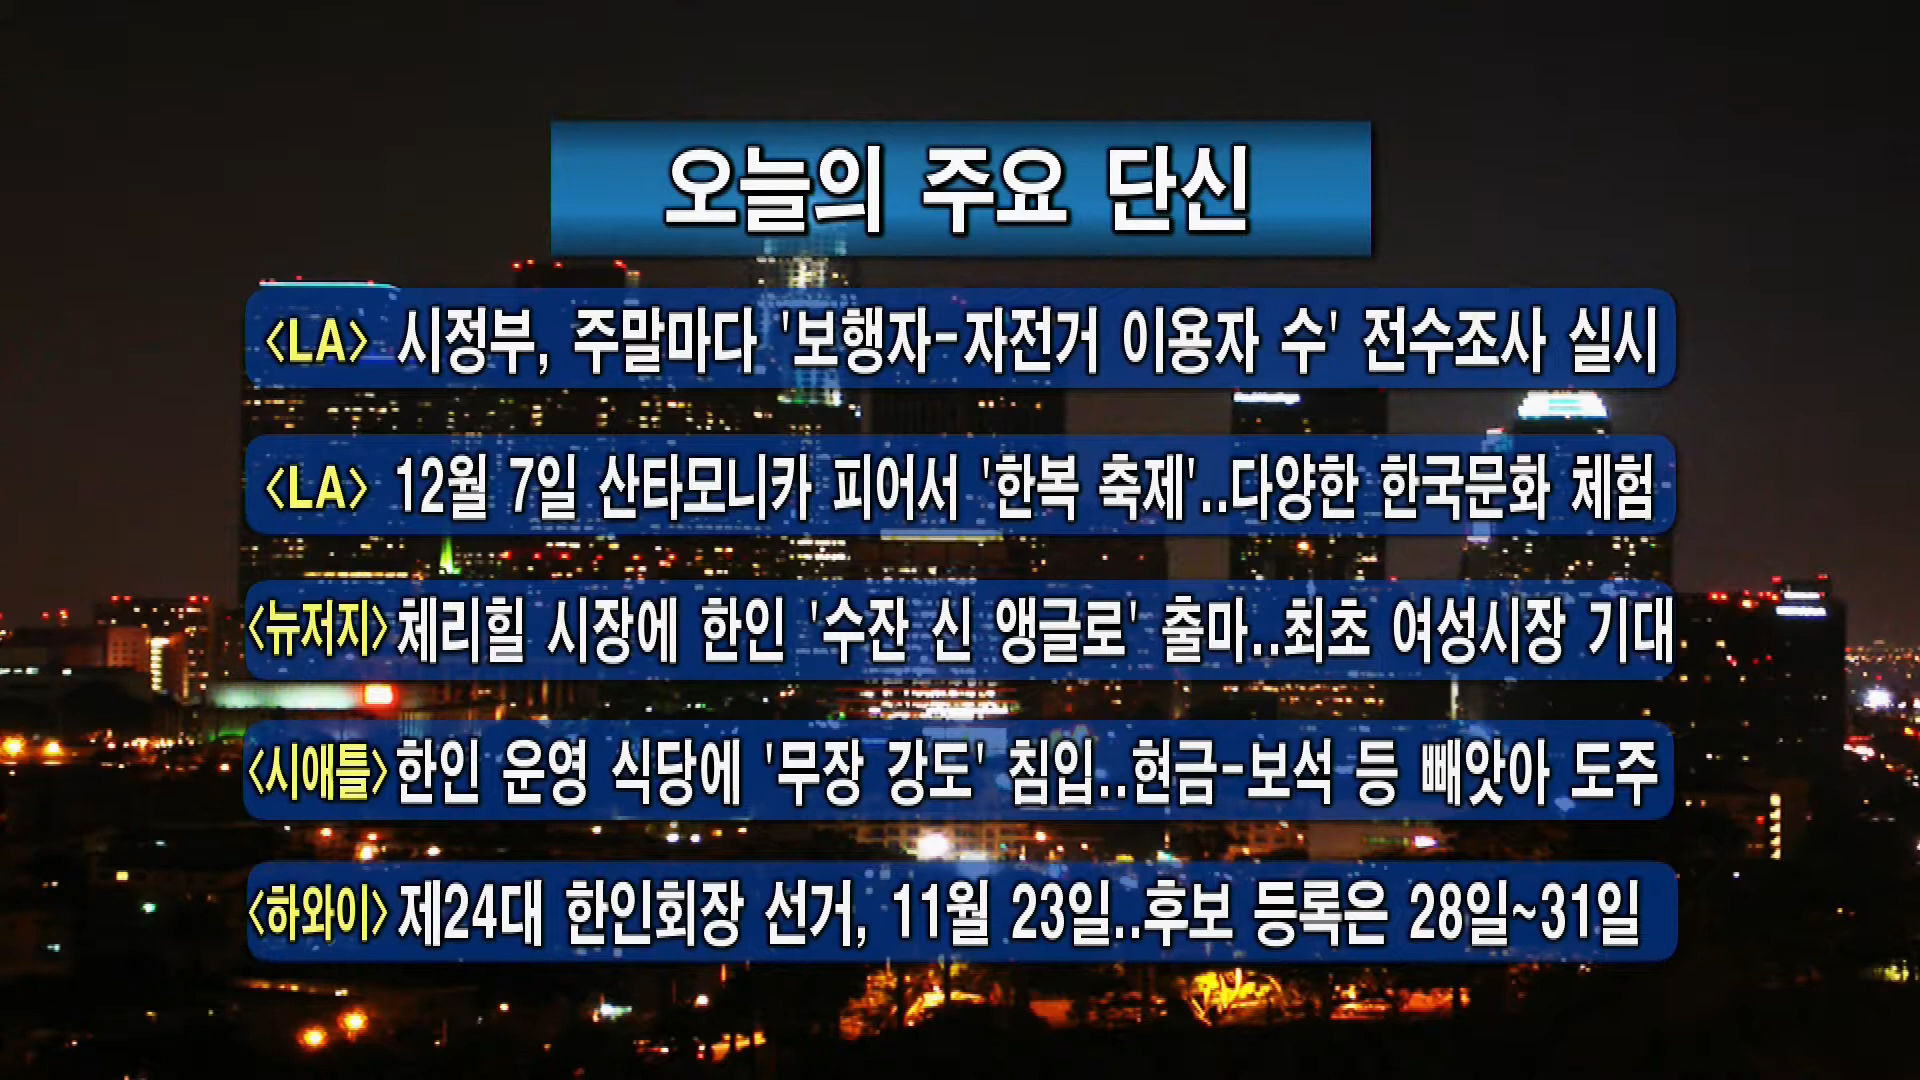 오늘의 주요 단신
<LA> 시정부, 주말마다 '보행자-자전거 이용자 수' 전수조사 실시
<LA> 12월 7일 산타모니카 피어서 '한복 축제'..다양한 한국문화 체험
<뉴저지> 체리힐 시장에 한인 '수잔 신 앵글로' 출마..최초 여성시장 기대
<시애틀> 한인 운영 식당에 '무장 강도' 침입..현금-보석 등 빼앗아 도주
<하와이> 제24대 한인회장 선거, 11월 23일..후보 등록은 28일~31일